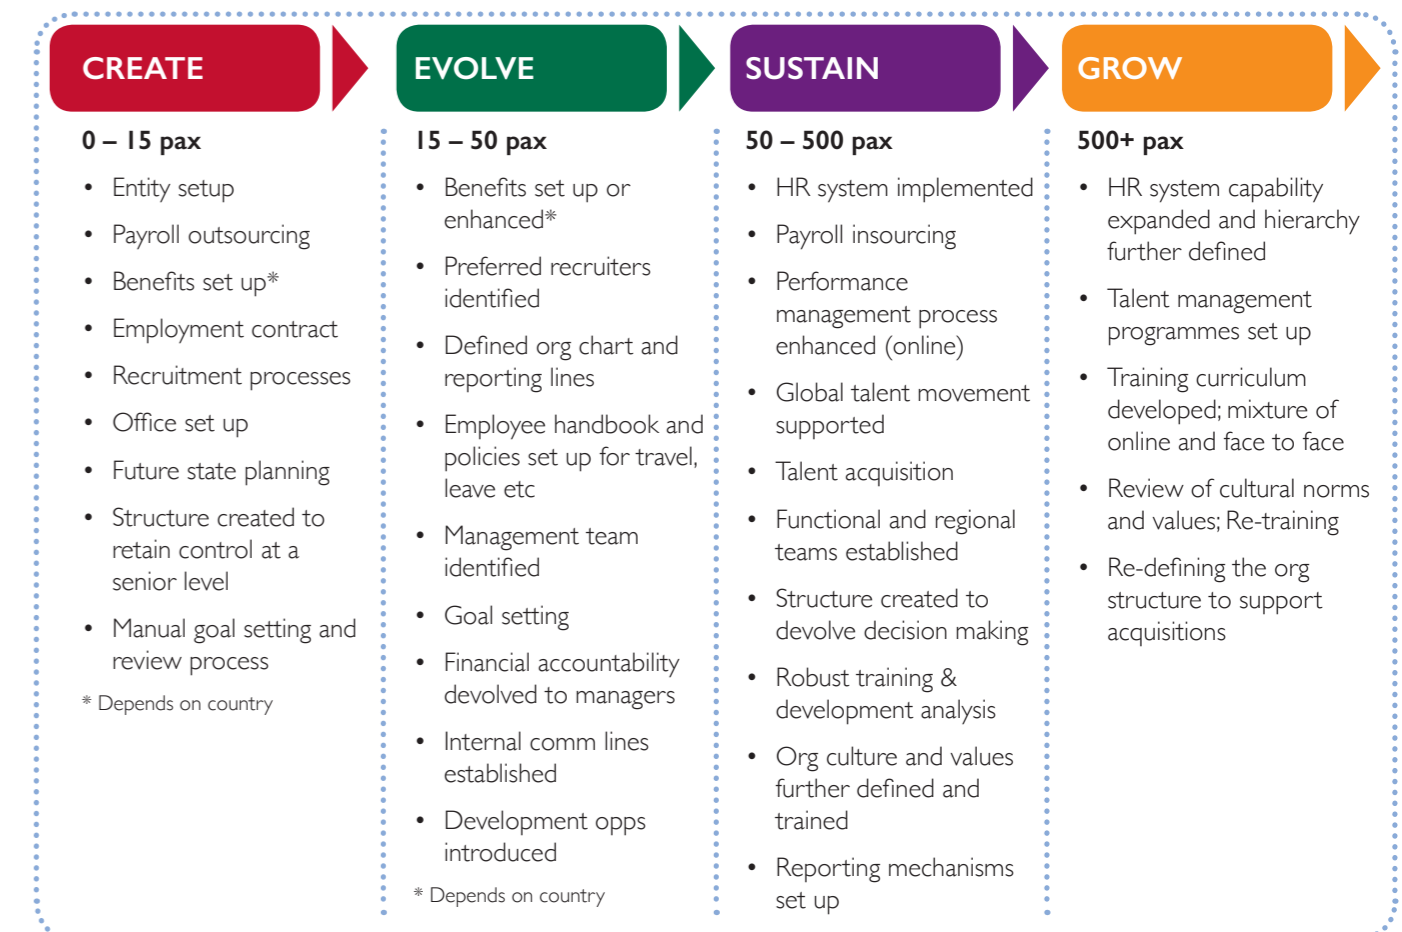 CREATE
0 – 15 pax
• Entity setup
• Payroll outsourcing
• Benefits set up*
• Employment contract
• Recruitment processes
• Office set up
• Future state planning
• Structure created to
retain control at a
senior level
• Manual goal setting and
review process
* Depends on country
EVOLVE
15 – 50 pax
• Benefits set up or
enhanced*
• Preferred recruiters
identified
• Defined org chart and
reporting lines
• Employee handbook and
policies set up for travel,
leave etc
• Management team
identified
• Goal setting
• Financial accountability
devolved to managers
• Internal comm lines
established
• Development opps
introduced
* Depends on country
SUSTAIN
50 – 500 pax
• HR system implemented
• Payroll insourcing
• Performance
management process
enhanced (online)
• Global talent movement
supported
• Talent acquisition
• Functional and regional
teams established
• Structure created to
devolve decision making
• Robust training &
development analysis
• Org culture and values
further defined and
trained
• Reporting mechanisms
set up
GROW
500+ pax
• HR system capability
expanded and hierarchy
further defined
• Talent management
programmes set up
• Training curriculum
developed; mixture of
online and face to face
• Review of cultural norms
and values; Re-training
• Re-defining the org
structure to support
acquisitions